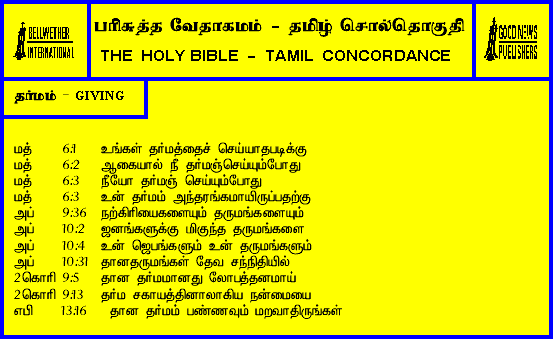 BELLWETHER INTERNATIONAL
பரிசுத்த வேதாகமம் - தமிழ் சொல்தொகுதி
THE HOLY BIBLE - TAMIL CONCORDANCE
GOOD NEWS PUBLISHERS
தர்மம் - GIVING
மத் 6:1 உங்கள் தர்மத்தைச் செய்யாதபடிக்கு
மத் 6:2 ஆகையால் நீ தர்மஞ்செய்யும்போது
மத் 6:3 நீயோ தர்மஞ் செய்யும்போது
மத் 6:3 உன் தர்மம் அந்தரங்கமாயிருப்பதற்கு
அப் 9:36 நற்கிரியைகளையும் தருமங்களையும்
அப் 10:2 ஜனங்களுக்கு மிகுந்த தருமங்களை
அப் 10:4 உன் ஜெபங்களும் உன் தருமங்களும்
அப் 10:31 தானதருமங்கள் தேவ சந்நிதியில்
2கொரி 9:5 தான தர்மமானது லோபத்தனமாய்
2கொரி 9:13 தர்ம சகாயத்தினாலாகிய நன்மையை
எபி 13:16 தான தர்மம் பண்ணவும் மறவாதிருங்கள்